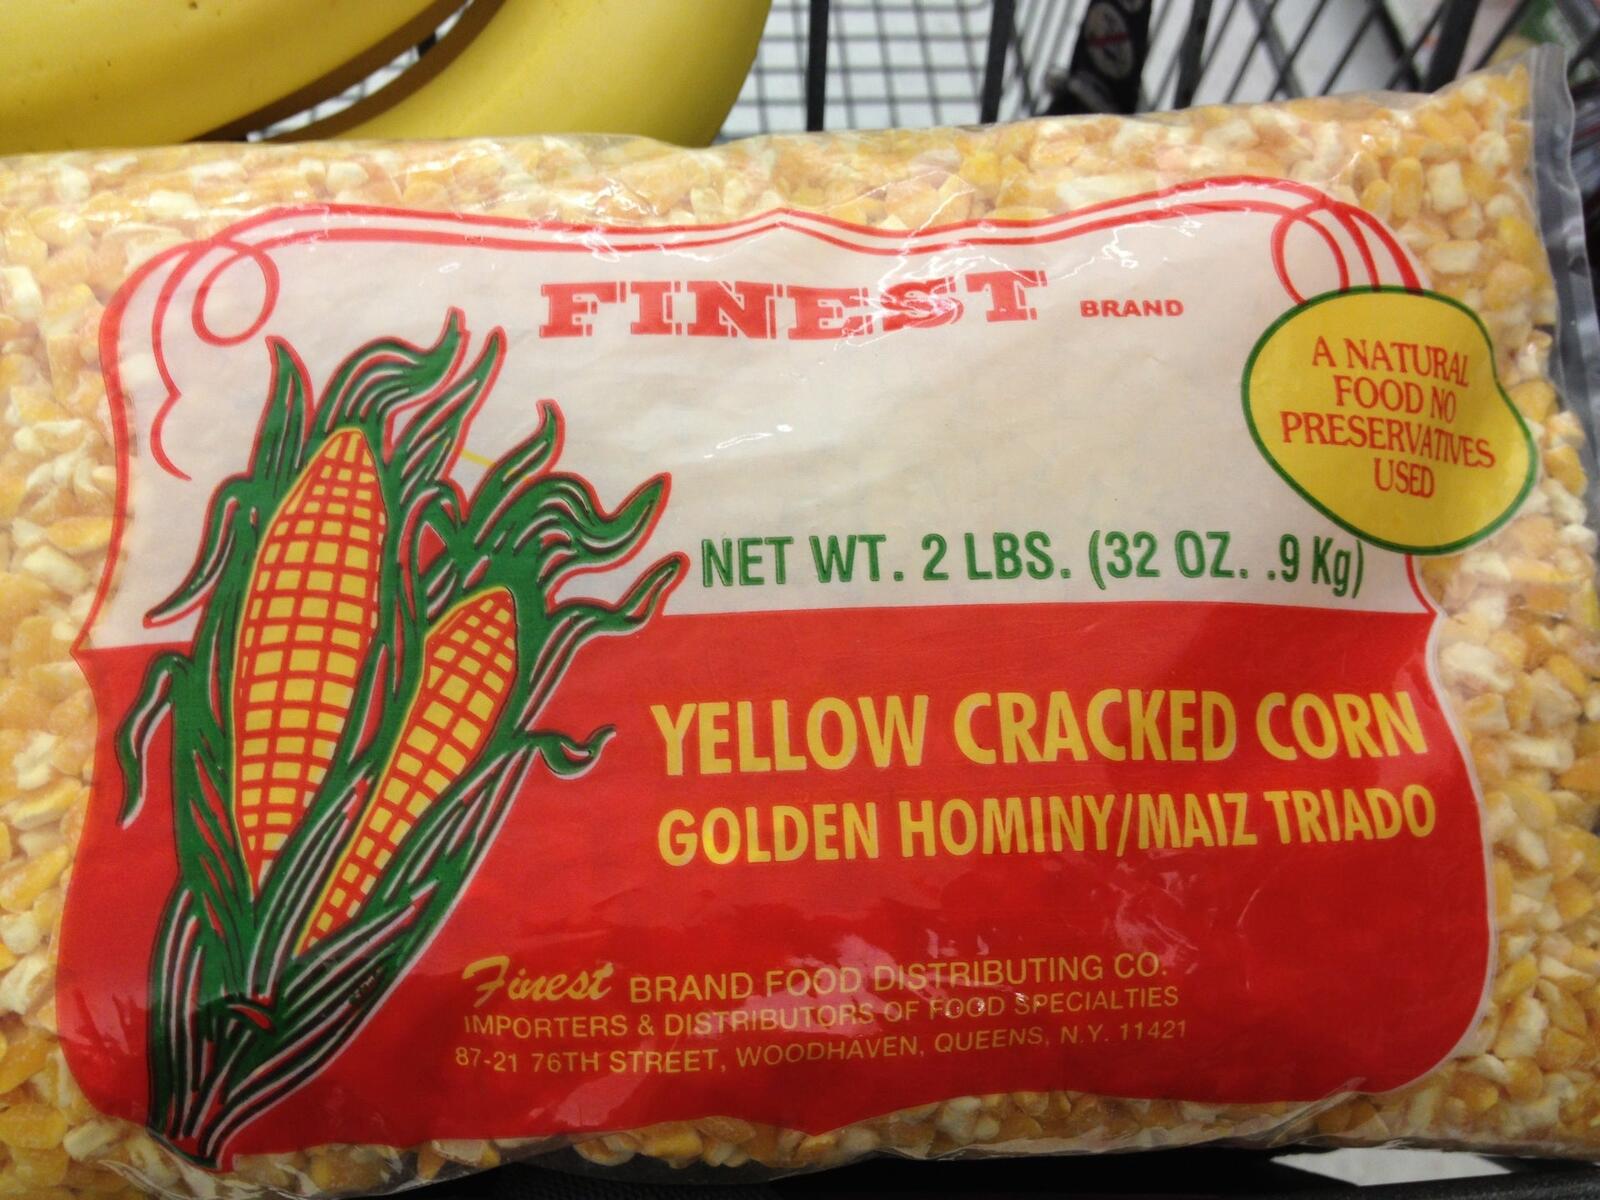 FINEST BRAND
A NATURAL
FOOD NO
PRESERVATIVES
USED
NET WT. 2 LBS. (32 OZ. .9 Kg)
YELLOW CRACKED CORN
GOLDEN HOMINY/MAIZ TRIADO
Finest BRAND FOOD DISTRIBUTING CO.
IMPORTERS & DISTRIBUTORS OF FOOD SPECIALTIES
87-21 76TH STREET, WOODHAVEN, QUEENS, N.Y. 11421